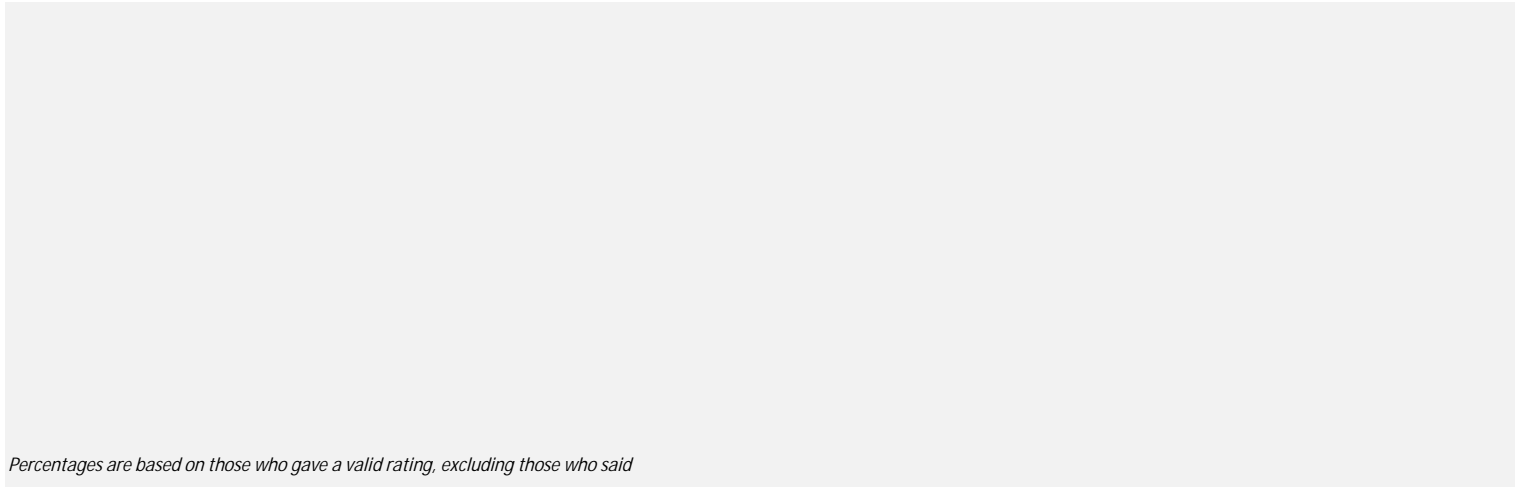 Percentages are based on those who gave a valid rating, excluding those who said